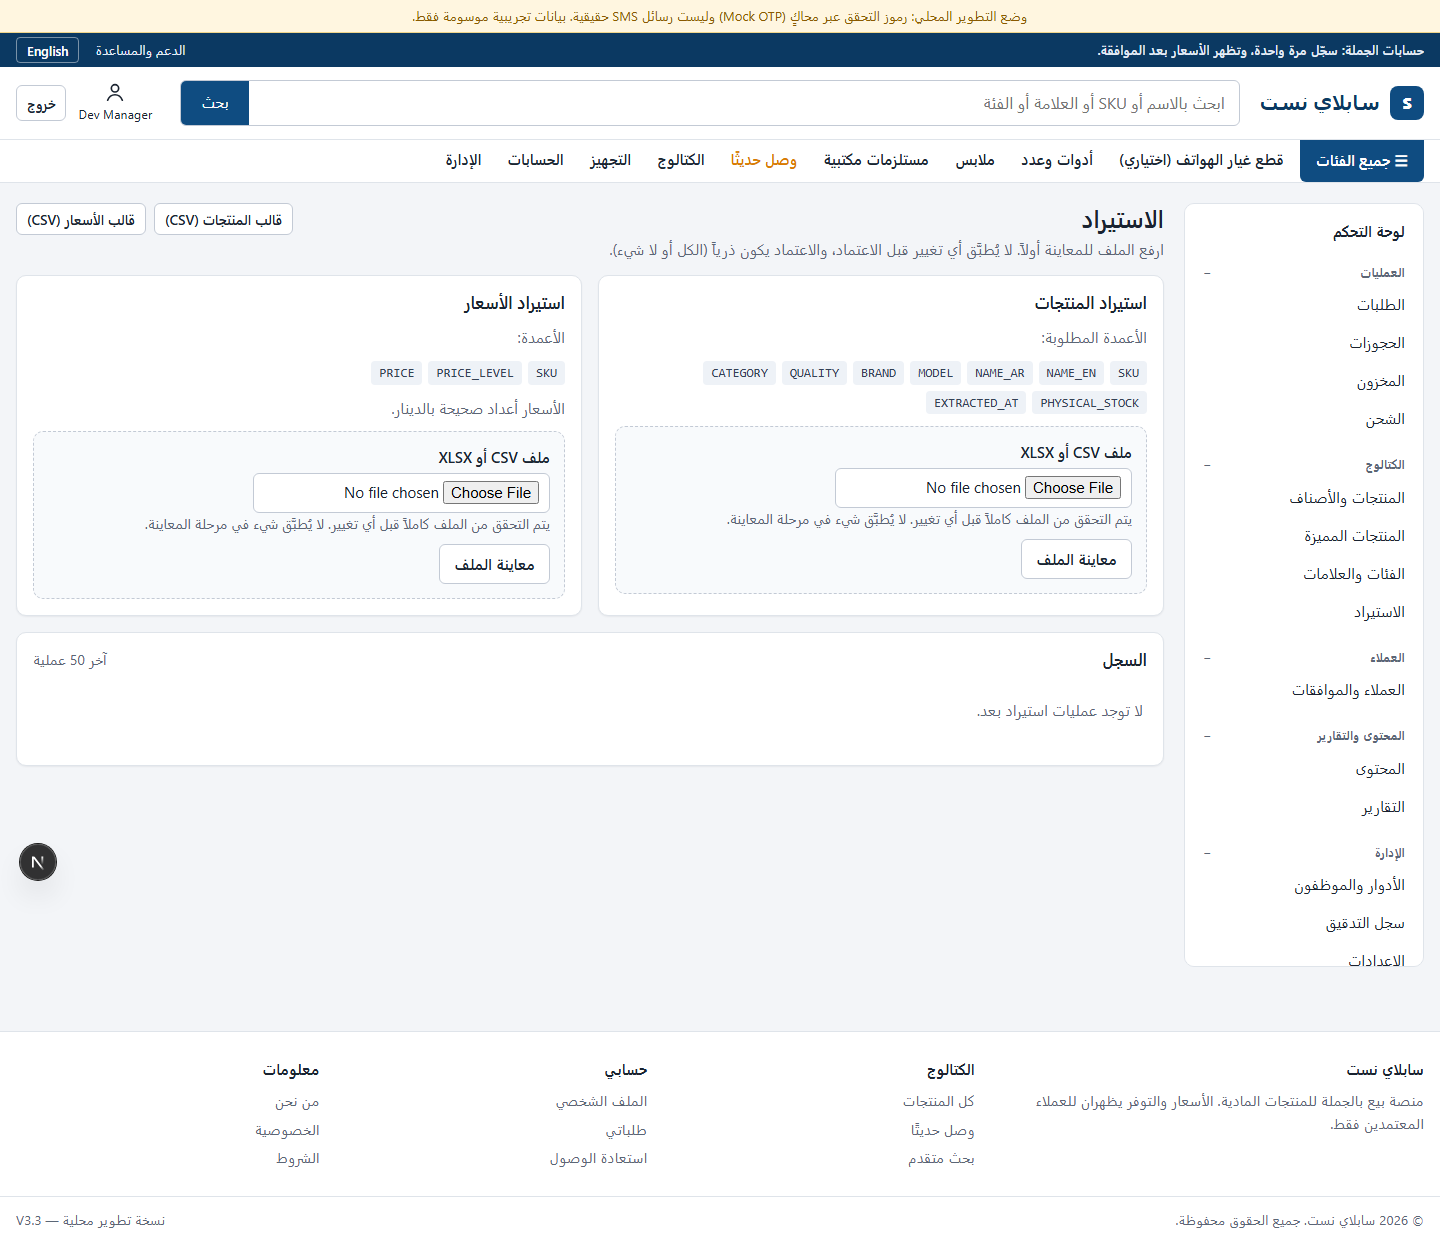 وضع التطوير المحلي: رموز التحقق عبر محاكٍ (Mock OTP) وليست رسائل SMS حقيقية. بيانات تجريبية موسومة فقط.
حسابات الجملة: سجّل مرة واحدة، وتظهر الأسعار بعد الموافقة.
الدعم والمساعدة
English
S
سابلاي نست
ابحث بالاسم أو SKU أو العلامة أو الفئة
بحث
Dev Manager
خروج
☰ جميع الفئات
قطع غيار الهواتف (اختياري)
أدوات وعدد
ملابس
مستلزمات مكتبية
وصل حديثًا
الكتالوج
التجهيز
الحسابات
الإدارة
لوحة التحكم
العمليات –
الطلبات
الحجوزات
المخزون
الشحن
الكتالوج –
المنتجات والأصناف
المنتجات المميزة
الفئات والعلامات
الاستيراد
العملاء –
العملاء والموافقات
المحتوى والتقارير –
المحتوى
التقارير
الإدارة –
الأدوار والموظفون
سجل التدقيق
الإعدادات
الاستيراد
ارفع الملف للمعاينة أولاً. لا يُطبَّق أي تغيير قبل الاعتماد، والاعتماد يكون ذرياً (الكل أو لا شيء).
قالب المنتجات (CSV)
قالب الأسعار (CSV)
استيراد المنتجات
الأعمدة المطلوبة:
SKU NAME_EN NAME_AR MODEL BRAND QUALITY CATEGORY
PHYSICAL_STOCK EXTRACTED_AT
ملف CSV أو XLSX
Choose File No file chosen
يتم التحقق من الملف كاملاً قبل أي تغيير. لا يُطبَّق شيء في مرحلة المعاينة.
معاينة الملف
استيراد الأسعار
الأعمدة:
SKU PRICE_LEVEL PRICE
الأسعار أعداد صحيحة بالدينار.
ملف CSV أو XLSX
Choose File No file chosen
يتم التحقق من الملف كاملاً قبل أي تغيير. لا يُطبَّق شيء في مرحلة المعاينة.
معاينة الملف
السجل
آخر 50 عملية
لا توجد عمليات استيراد بعد.
N
سابلاي نست
منصة بيع بالجملة للمنتجات المادية. الأسعار والتوفر يظهران للعملاء
المعتمدين فقط.
الكتالوج
كل المنتجات
وصل حديثًا
بحث متقدم
حسابي
الملف الشخصي
طلباتي
استعادة الوصول
معلومات
من نحن
الخصوصية
الشروط
© 2026 سابلاي نست. جميع الحقوق محفوظة.
نسخة تطوير محلية — V3.3